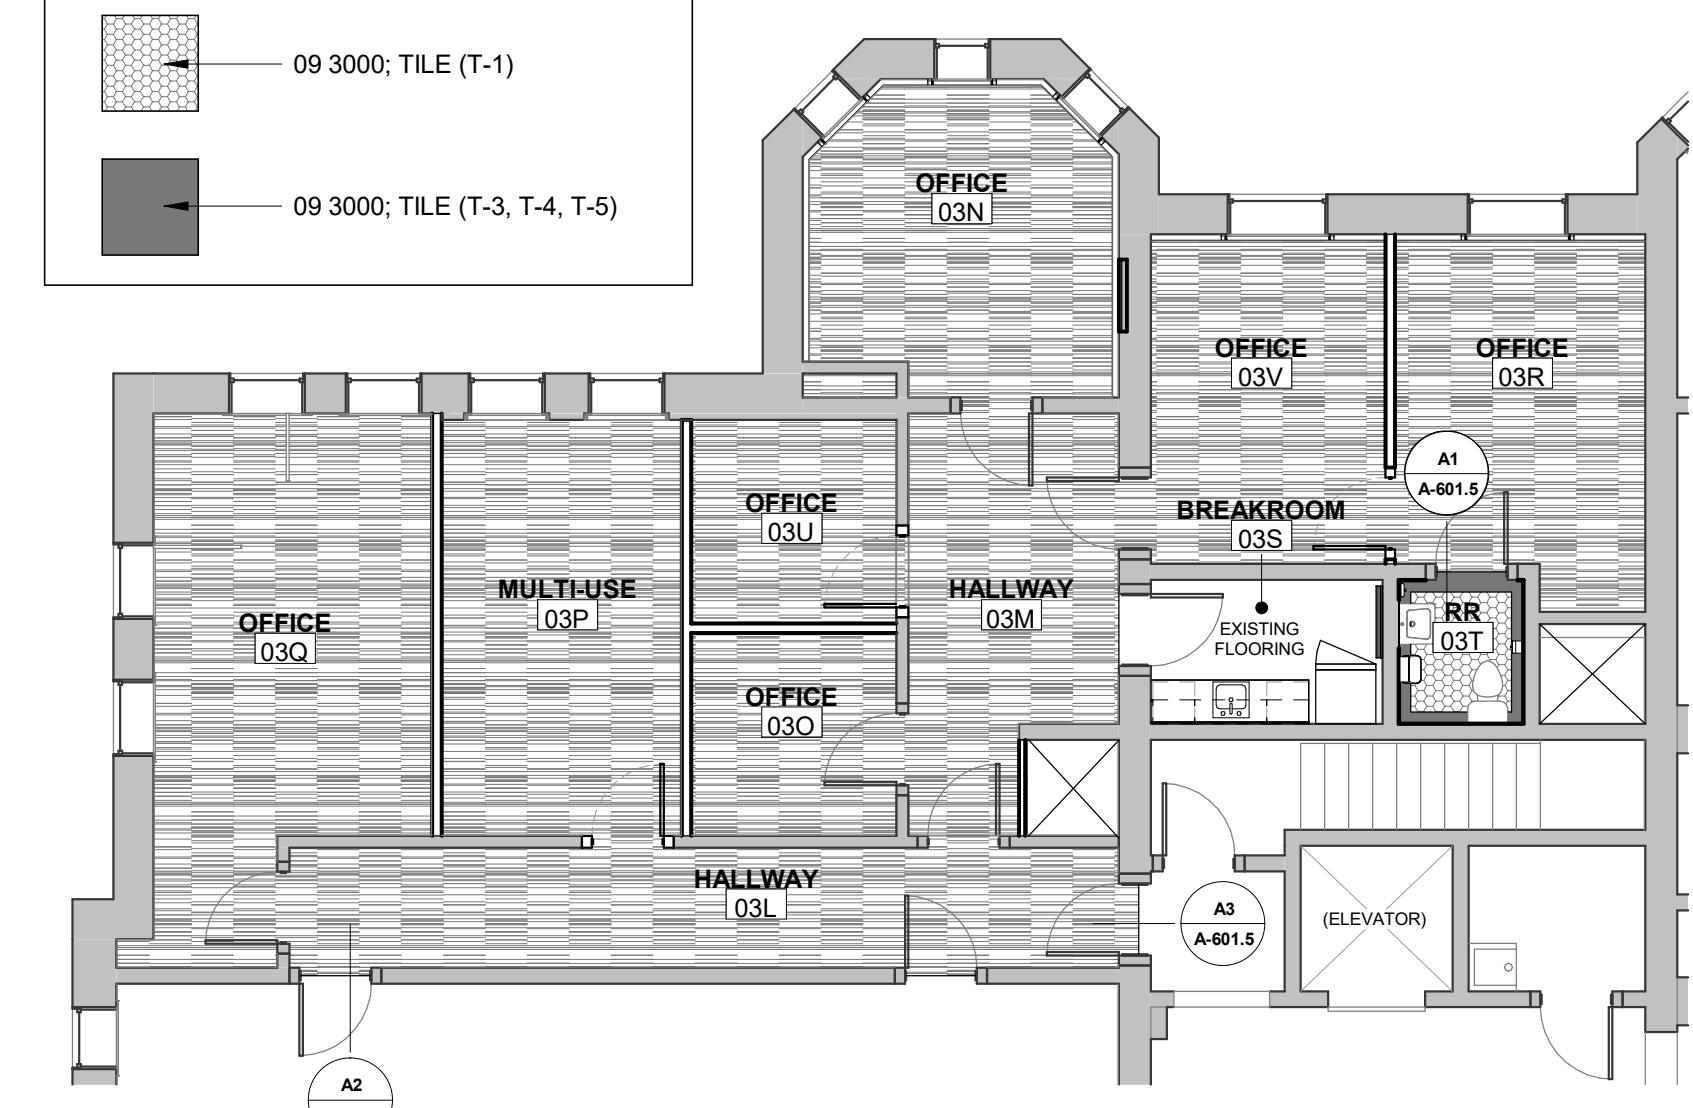 09 3000; TILE (T-1)
09 3000; TILE (T-3, T-4, T-5)
OFFICE
03N
OFFICE
03V
OFFICE
03R
A1
A-601.5
OFFICE
03U
BREAKROOM
03S
MULTI-USE
03P
HALLWAY
03M
OFFICE
03Q
EXISTING
FLOORING
RR
03T
OFFICE
03O
HALLWAY
03L
A3
A-601.5
(ELEVATOR)
A2